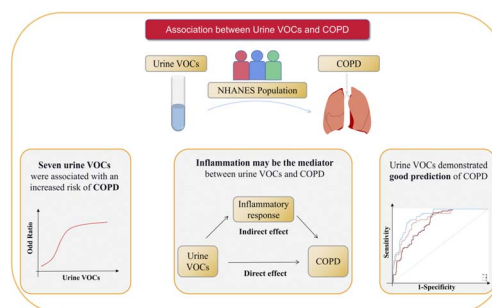 Association between Urine VOCs and COPD
Urine VOCs
COPD
NHANES Population
Seven urine VOCs
were associated with an
increased risk of COPD
Odd Ratio
Urine VOCs
Inflammation may be the mediator
between urine VOCs and COPD
Inflammatory
response
Indirect effect
Urine
VOCs
COPD
Direct effect
Urine VOCs demonstrated
good prediction of COPD
Sensitivity
1-Specificity